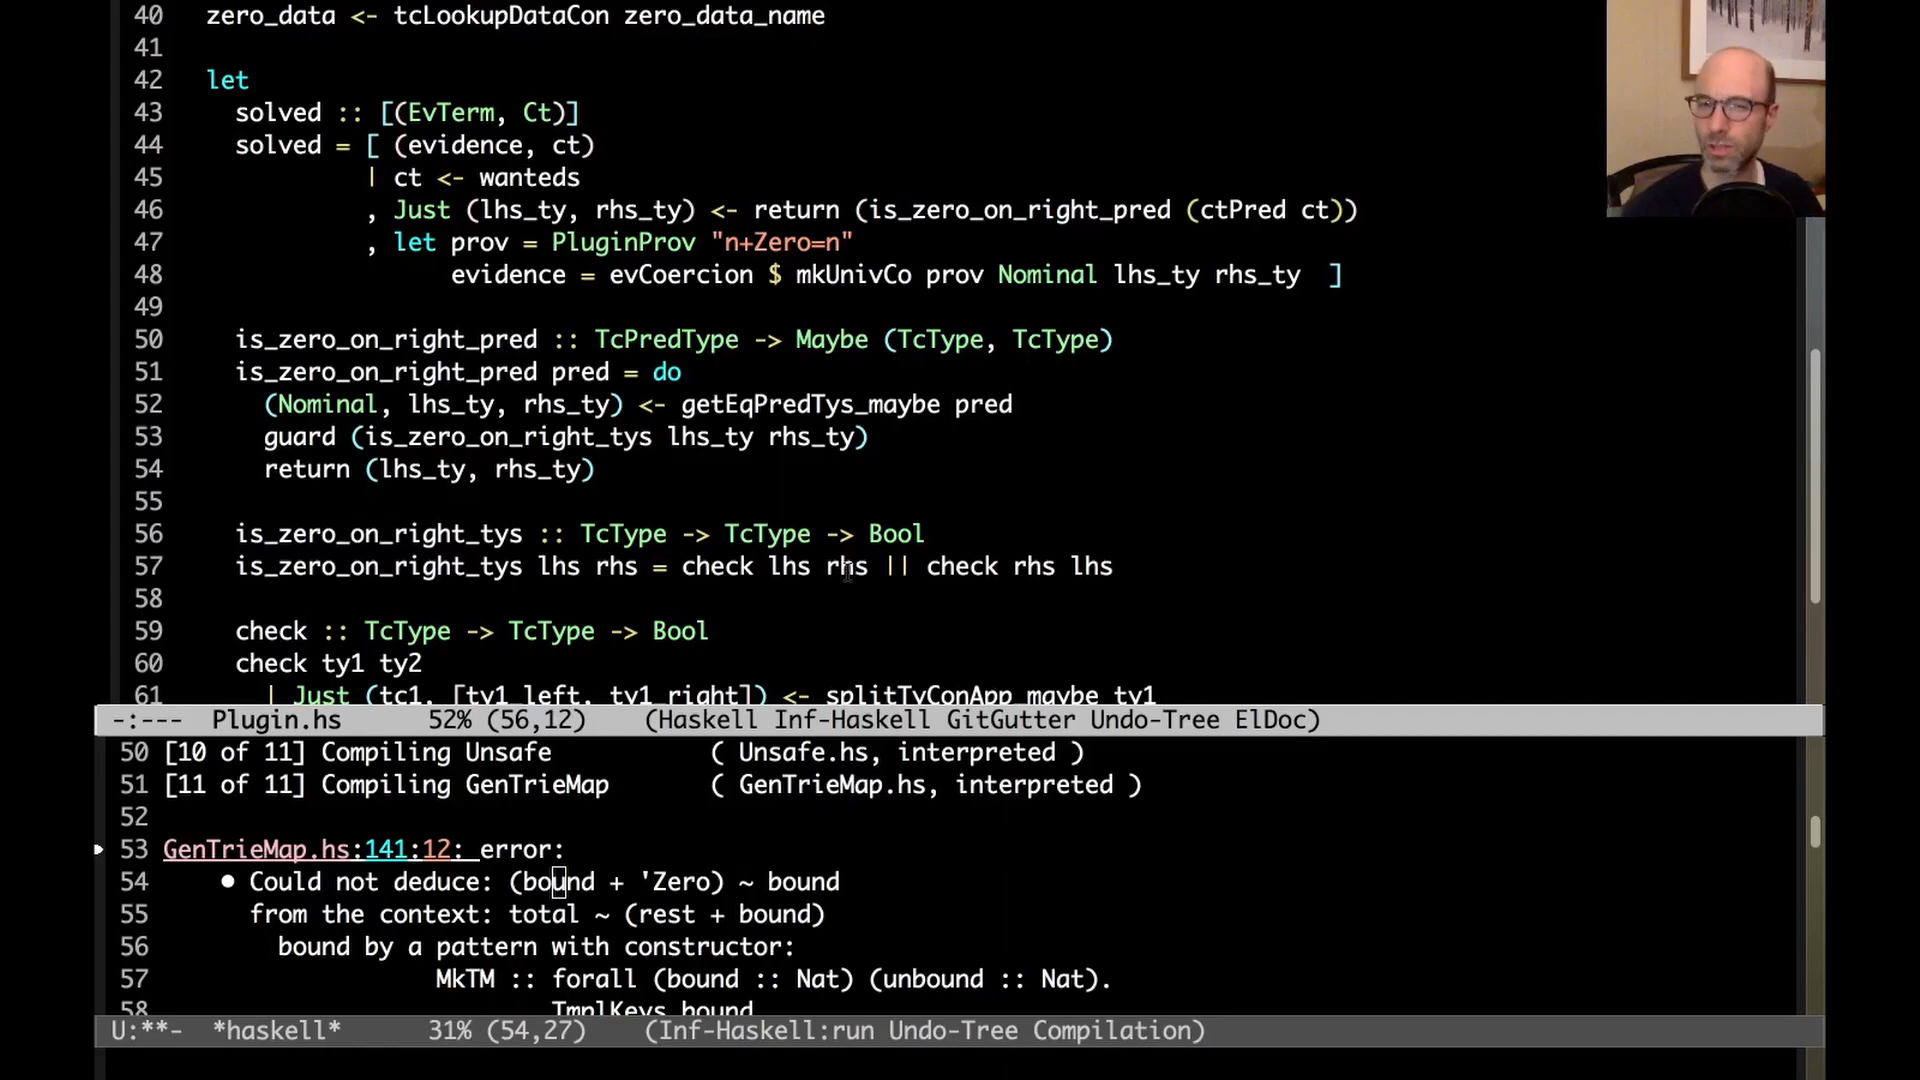 40 zero_data <- tcLookupDataCon zero_data_name
41
42 let
43 solved :: [(EvTerm, Ct)]
44 solved = [ (evidence, ct)
45 | ct <- wanteds
46 , Just (lhs_ty, rhs_ty) <- return (is_zero_on_right_pred (ctPred ct))
47 , let prov = PluginProv "n+Zero=n"
48 evidence = evCoercion $ mkUnivCo prov Nominal lhs_ty rhs_ty ]
49
50 is_zero_on_right_pred :: TcPredType -> Maybe (TcType, TcType)
51 is_zero_on_right_pred pred = do
52 (Nominal, lhs_ty, rhs_ty) <- getEqPredTys_maybe pred
53 guard (is_zero_on_right_tys lhs_ty rhs_ty)
54 return (lhs_ty, rhs_ty)
55
56 is_zero_on_right_tys :: TcType -> TcType -> Bool
57 is_zero_on_right_tys lhs rhs = check lhs rhs || check rhs lhs
58
59 check :: TcType -> TcType -> Bool
60 check ty1 ty2
61 | Just (tc1, [ty1_left, ty1_right]) <- splitTyConApp_maybe ty1
-:--- Plugin.hs 52% (56,12) (Haskell Inf-Haskell GitGutter Undo-Tree ElDoc)
50 [10 of 11] Compiling Unsafe ( Unsafe.hs, interpreted )
51 [11 of 11] Compiling GenTrieMap ( GenTrieMap.hs, interpreted )
52
53 GenTrieMap.hs:141:12: error:
54 • Could not deduce: (bound + 'Zero) ~ bound
55 from the context: total ~ (rest + bound)
56 bound by a pattern with constructor:
57 MkTM :: forall (bound :: Nat) (unbound :: Nat).
58 TmplKeys bound
U:**- *haskell* 31% (54,27) (Inf-Haskell:run Undo-Tree Compilation)